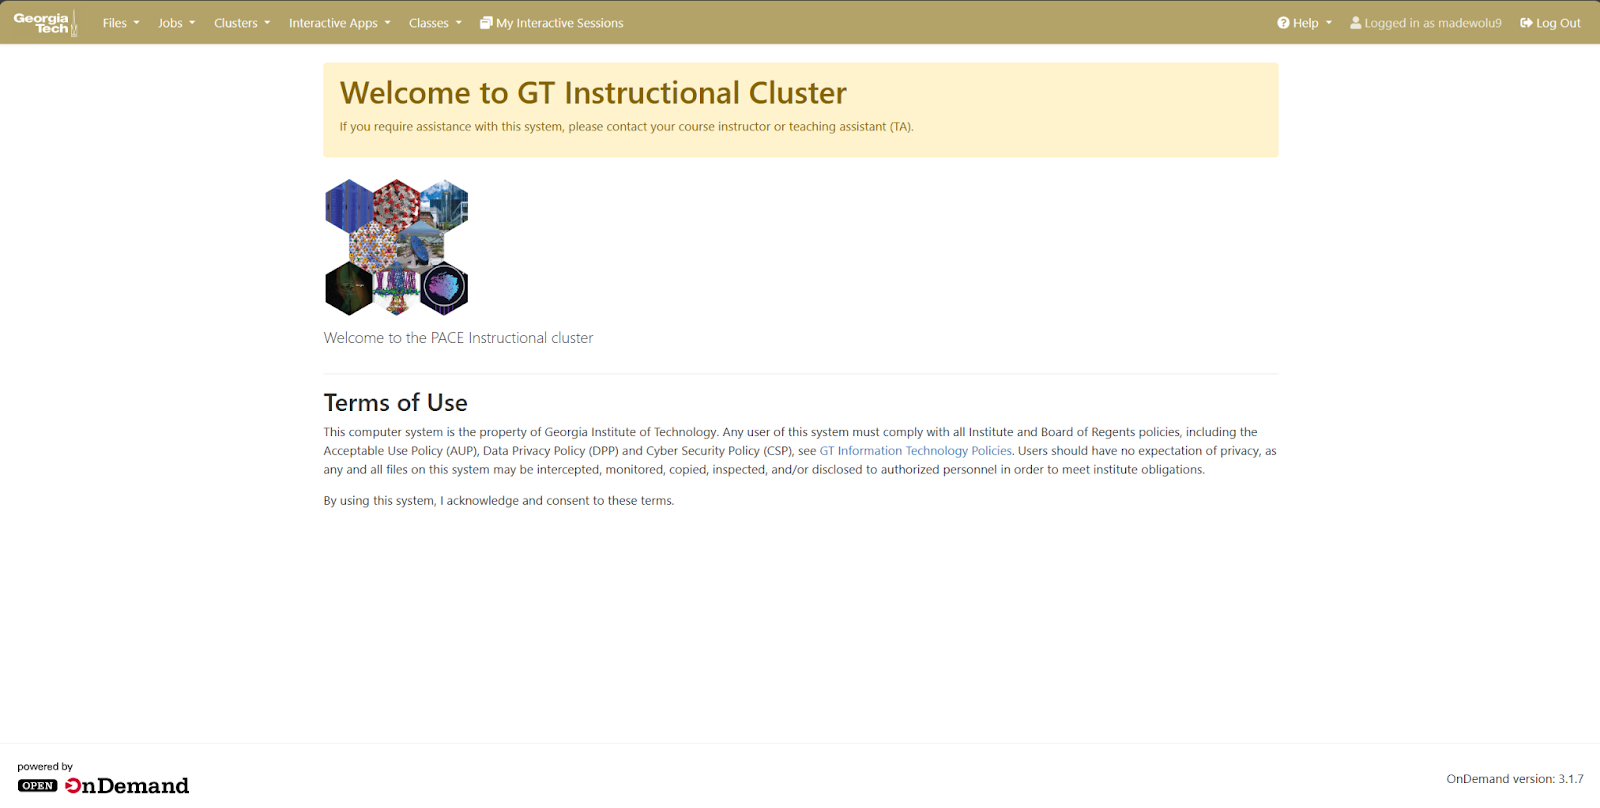 Georgia Tech
Files Jobs Clusters Interactive Apps Classes My Interactive Sessions Help Logged in as madewolu9 Log Out
Welcome to GT Instructional Cluster
If you require assistance with this system, please contact your course instructor or teaching assistant (TA).
Welcome to the PACE Instructional cluster
Terms of Use
This computer system is the property of Georgia Institute of Technology. Any user of this system must comply with all Institute and Board of Regents policies, including the
Acceptable Use Policy (AUP), Data Privacy Policy (DPP) and Cyber Security Policy (CSP), see GT Information Technology Policies. Users should have no expectation of privacy, as
any and all files on this system may be intercepted, monitored, copied, inspected, and/or disclosed to authorized personnel in order to meet institute obligations.
By using this system, I acknowledge and consent to these terms.
powered by
OPEN OnDemand
OnDemand version: 3.1.7